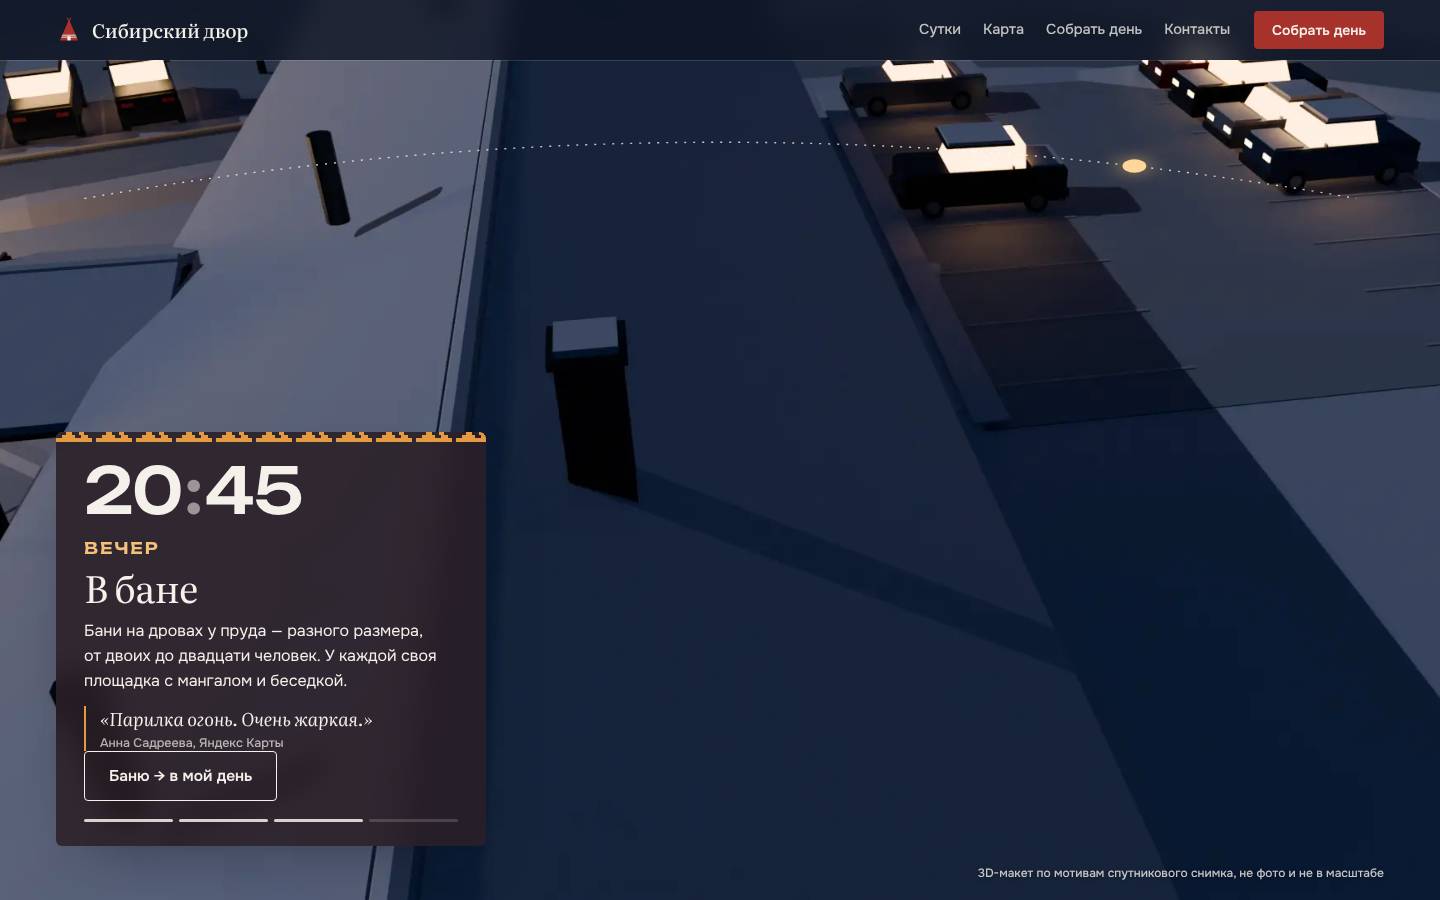 Сибирский двор
Сутки
Карта
Собрать день
Контакты
Собрать день
20:45
ВЕЧЕР
В бане
Бани на дровах у пруда — разного размера,
от двоих до двадцати человек. У каждой своя
площадка с мангалом и беседкой.
«Парилка огонь. Очень жаркая.»
Анна Садреева, Яндекс Карты
Баню → в мой день
3D-макет по мотивам спутникового снимка, не фото и не в масштабе